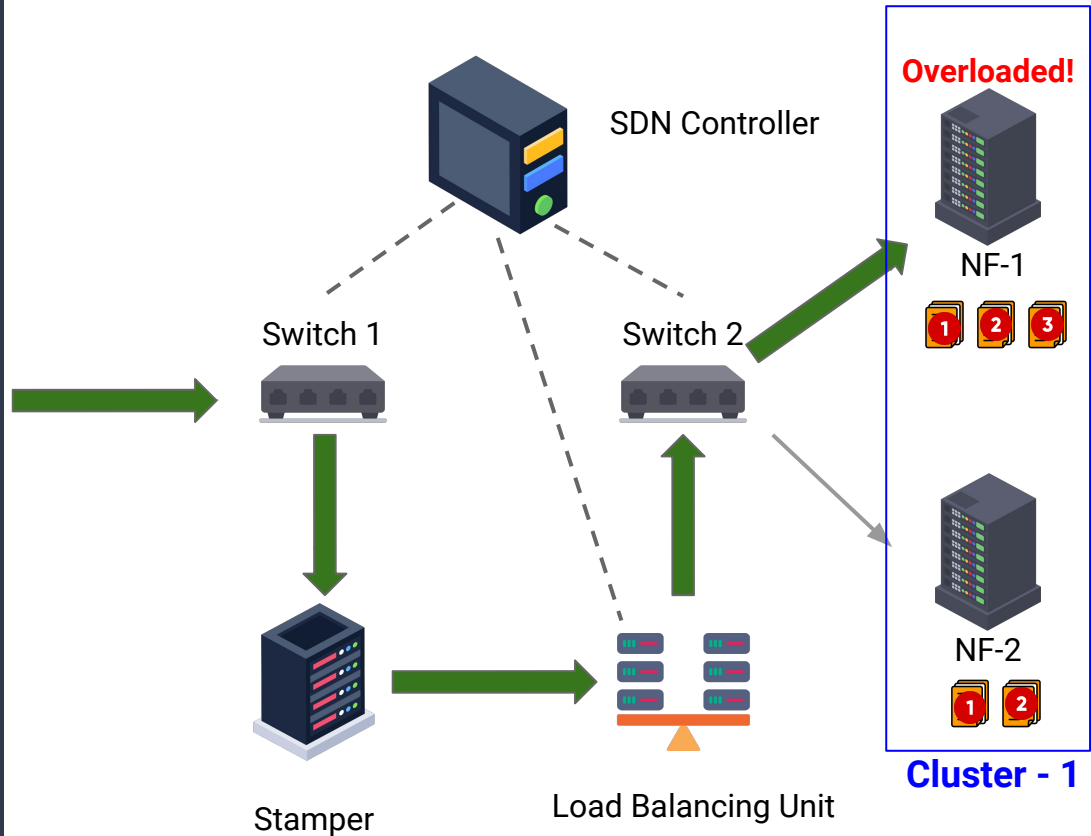 Overloaded!
SDN Controller
NF-1
1 2 3
Switch 1
Switch 2
NF-2
1 2
Cluster - 1
Load Balancing Unit
Stamper